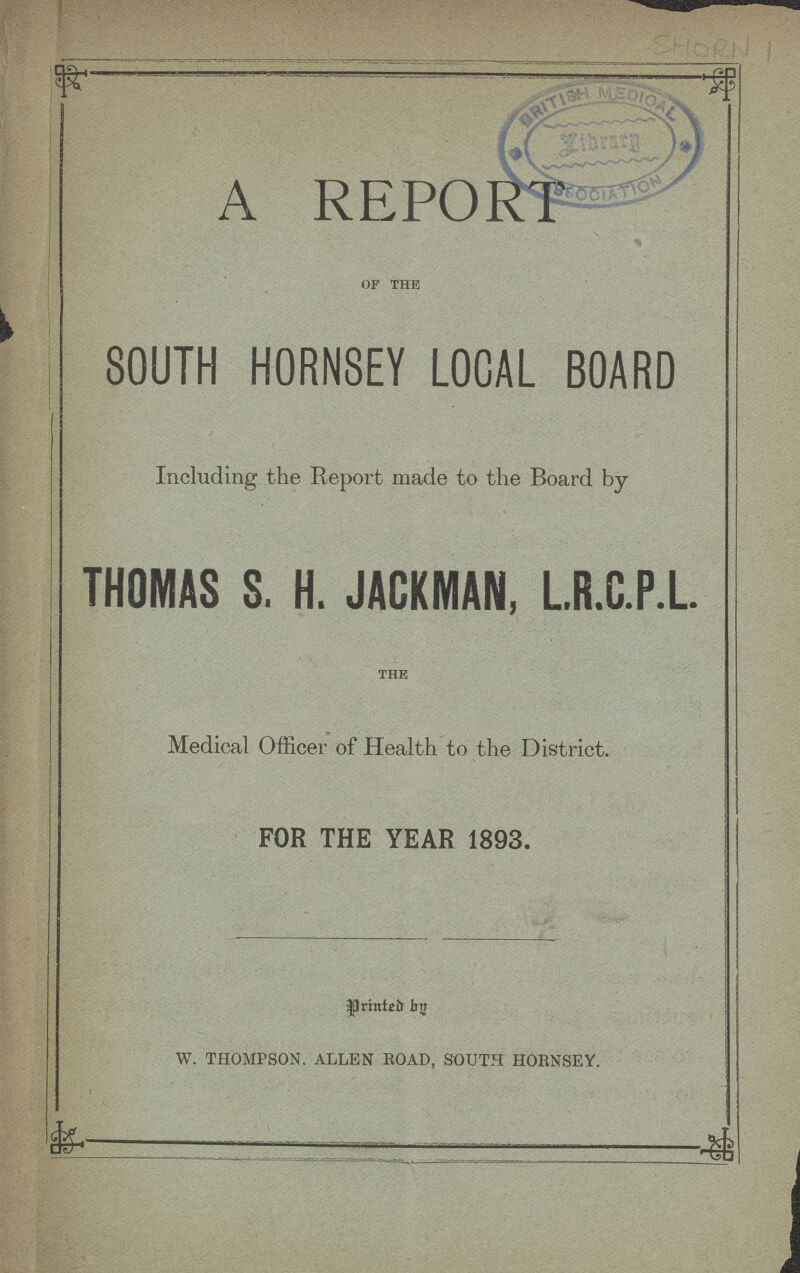 SHORN 1
BRITISH MEDICAL
Library
ASSOCIATION
A REPORT
OF THE
SOUTH HORNSEY LOCAL BOARD
Including the Report made to the Board by
THOMAS S. H. JACKMAN, L.R.C.P.L.
THE
Medical Officer of Health to the District.
FOR THE YEAR 1893.
Printed by
W. THOMPSON. ALLEN ROAD, SOUTH HORNSEY.